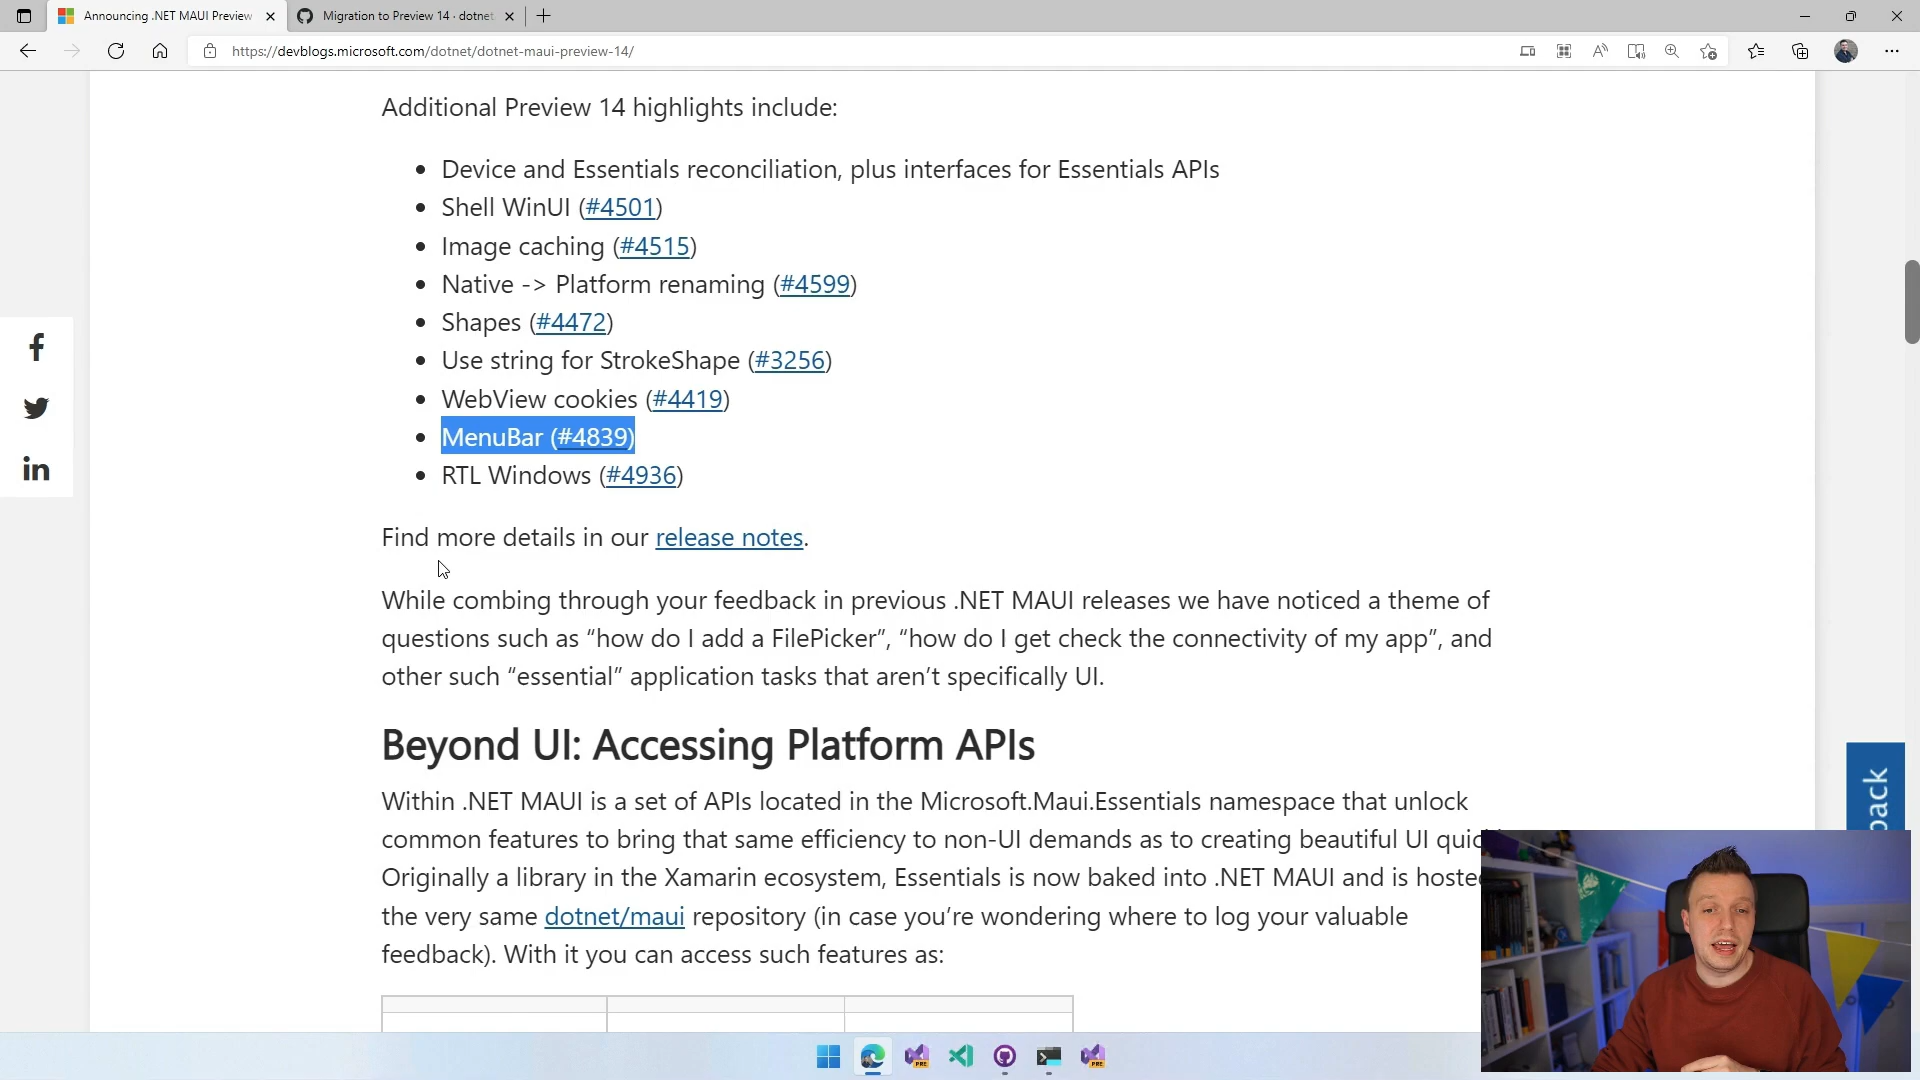 Announcing .NET MAUI Preview
Migration to Preview 14 · dotnet
https://devblogs.microsoft.com/dotnet/dotnet-maui-preview-14/
Additional Preview 14 highlights include:
• Device and Essentials reconciliation, plus interfaces for Essentials APIs
• Shell WinUI (#4501)
• Image caching (#4515)
• Native -> Platform renaming (#4599)
• Shapes (#4472)
• Use string for StrokeShape (#3256)
• WebView cookies (#4419)
• MenuBar (#4839)
• RTL Windows (#4936)
Find more details in our release notes.
While combing through your feedback in previous .NET MAUI releases we have noticed a theme of
questions such as “how do I add a FilePicker”, “how do I get check the connectivity of my app”, and
other such “essential” application tasks that aren’t specifically UI.
Beyond UI: Accessing Platform APIs
Within .NET MAUI is a set of APIs located in the Microsoft.Maui.Essentials namespace that unlock
common features to bring that same efficiency to non-UI demands as to creating beautiful UI quic
Originally a library in the Xamarin ecosystem, Essentials is now baked into .NET MAUI and is hoste
the very same dotnet/maui repository (in case you’re wondering where to log your valuable
feedback). With it you can access such features as:
back
PRE
PRE